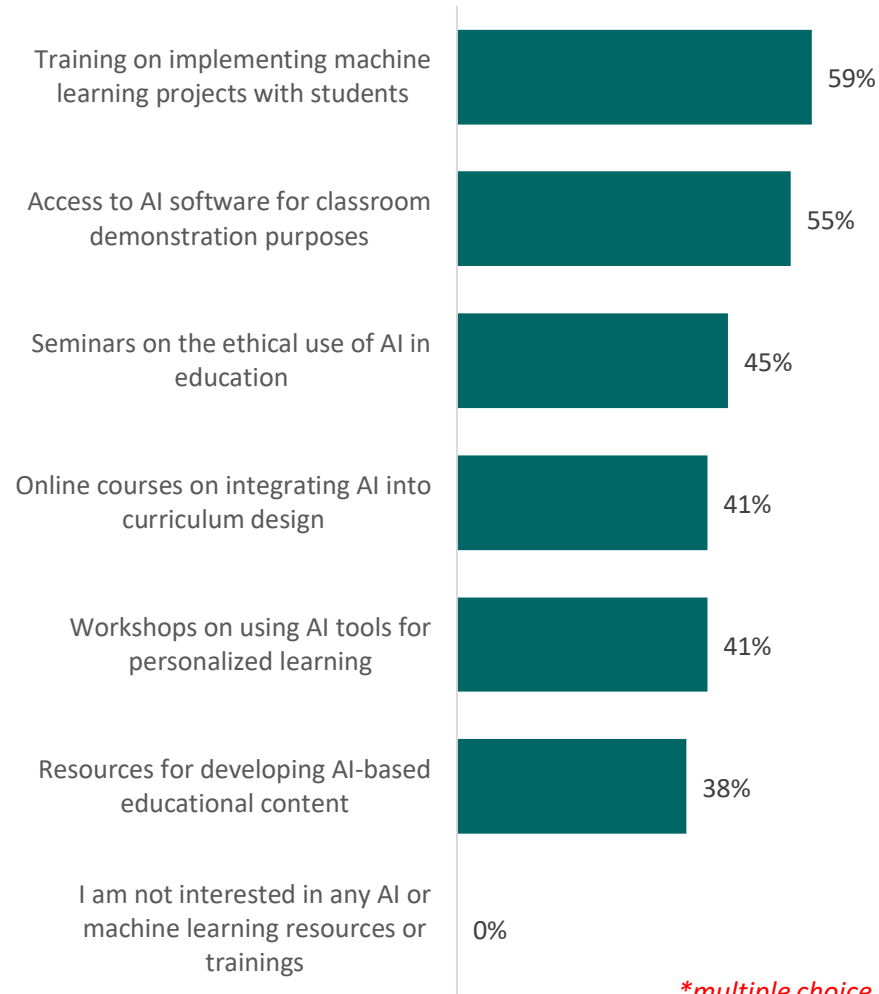 Training on implementing machine
learning projects with students
59%
Access to AI software for classroom
demonstration purposes
55%
Seminars on the ethical use of AI in
education
45%
Online courses on integrating AI into
curriculum design
41%
Workshops on using AI tools for
personalized learning
41%
Resources for developing AI-based
educational content
38%
I am not interested in any AI or
machine learning resources or
trainings
0%
*multiple choice